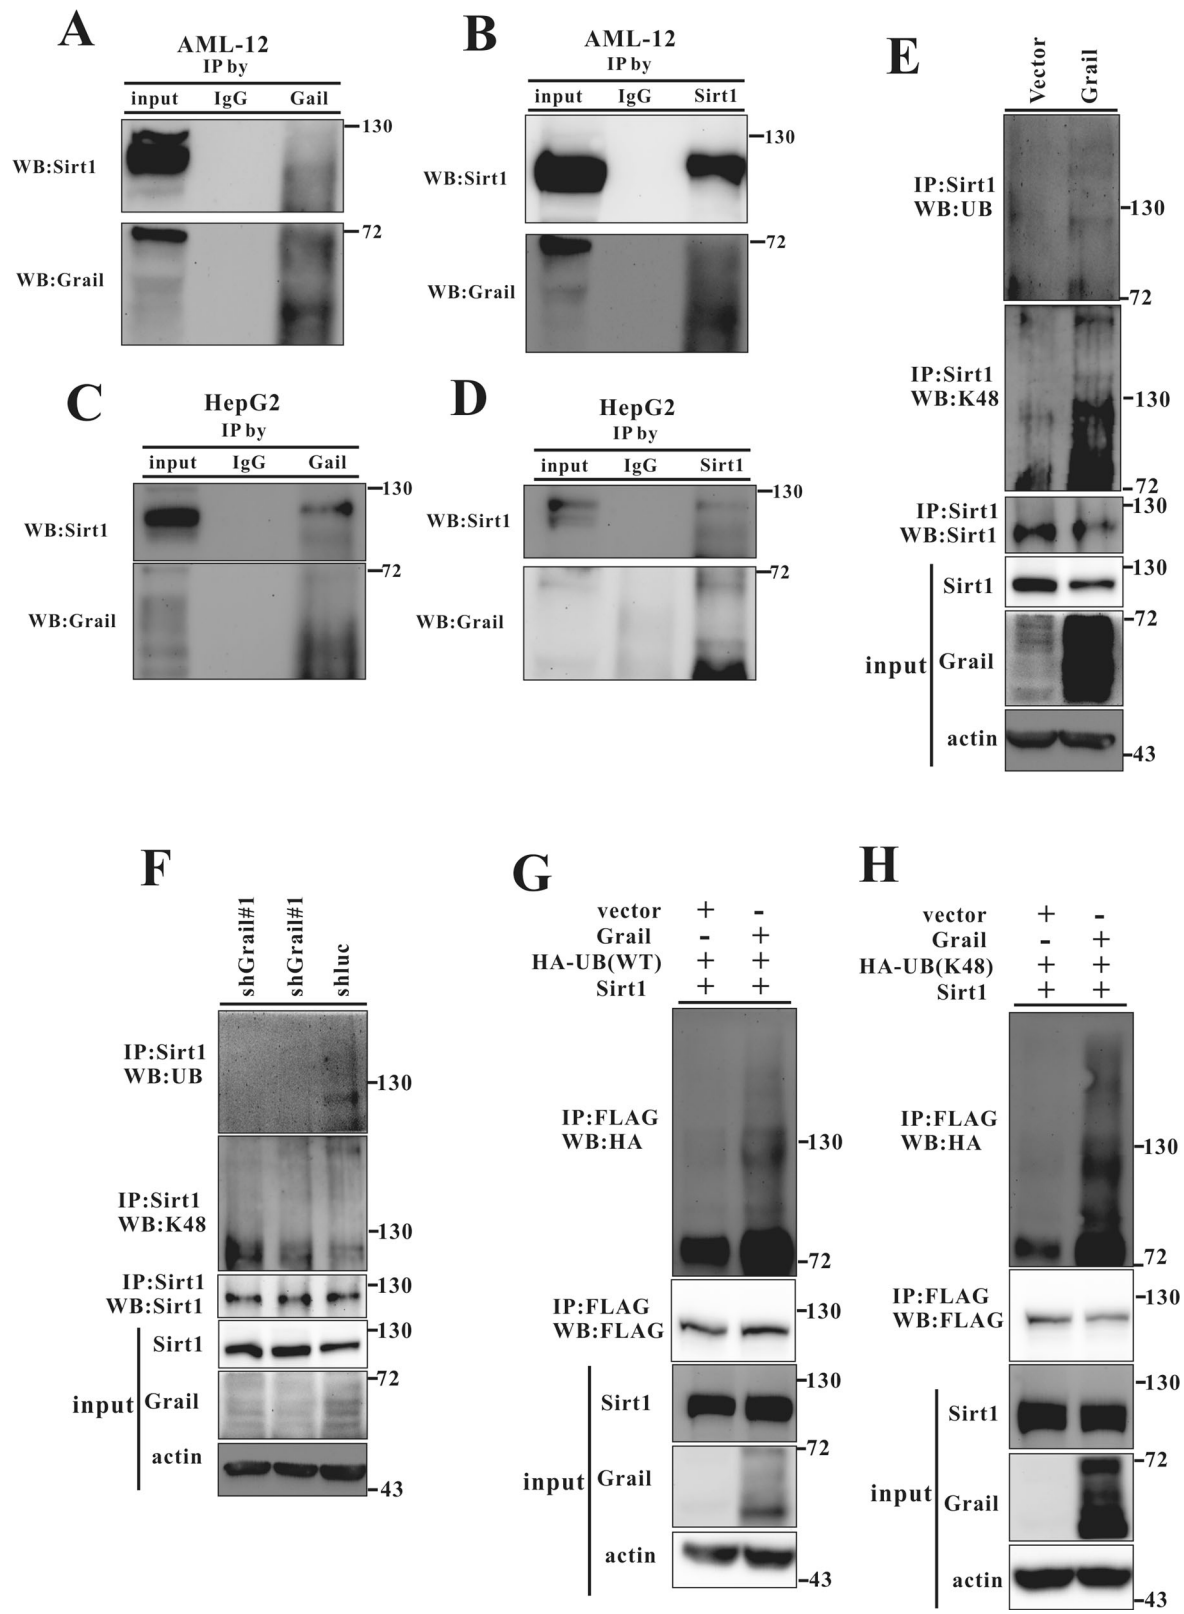 A
AML-12
IP by
input IgG Gail
130
WB:Sirt1
72
WB:Grail
B
AML-12
IP by
input IgG Sirt1
130
WB:Sirt1
72
WB:Grail
C
HepG2
IP by
input IgG Gail
130
WB:Sirt1
72
WB:Grail
D
HepG2
IP by
input IgG Sirt1
130
WB:Sirt1
72
WB:Grail
E
Vector Grail
IP:Sirt1
WB:UB
130
72
IP:Sirt1
WB:K48
130
72
IP:Sirt1
WB:Sirt1
130
input
Sirt1
130
Grail
72
actin
43
F
shGrail#1 shGrail#1 shluc
IP:Sirt1
WB:UB
130
IP:Sirt1
WB:K48
130
IP:Sirt1
WB:Sirt1
130
input
Sirt1
130
Grail
72
actin
43
G
vector + -
Grail - +
HA-UB(WT) + +
Sirt1 + +
IP:FLAG
WB:HA
130
72
IP:FLAG
WB:FLAG
130
input
Sirt1
130
Grail
72
actin
43
H
vector + -
Grail - +
HA-UB(K48) + +
Sirt1 + +
IP:FLAG
WB:HA
130
72
IP:FLAG
WB:FLAG
130
input
Sirt1
130
Grail
72
actin
43